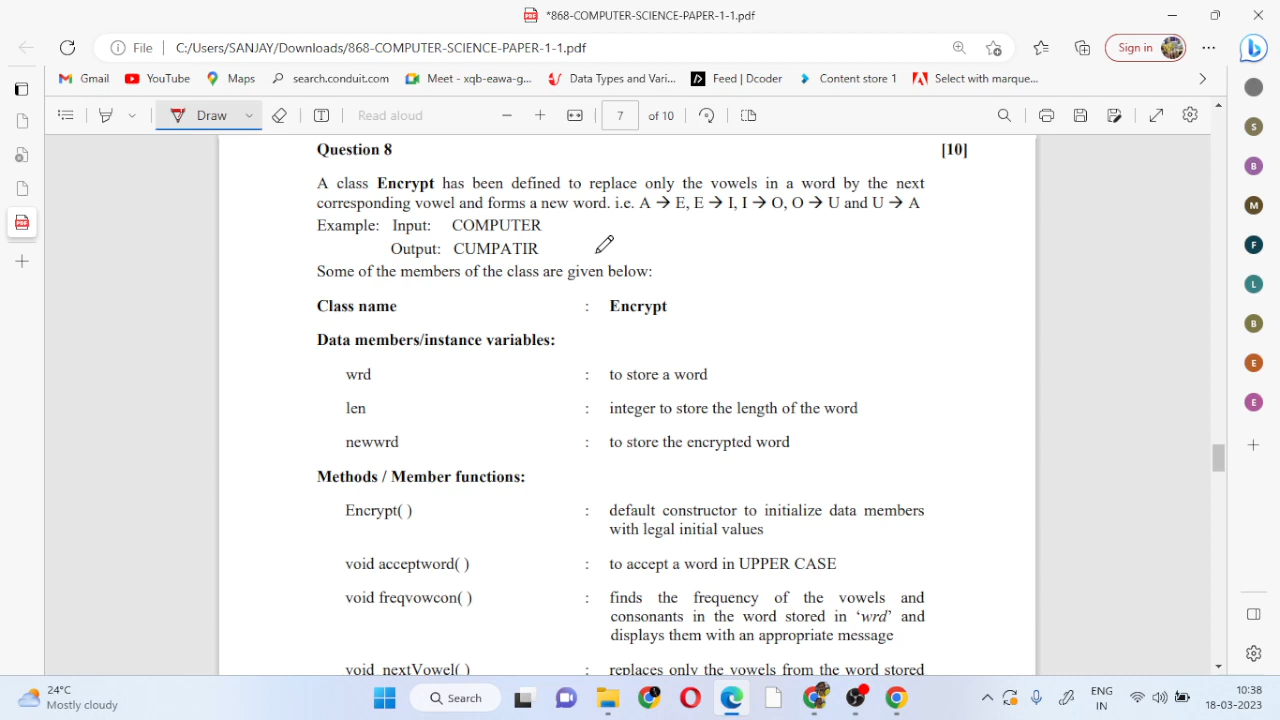 *868-COMPUTER-SCIENCE-PAPER-1-1.pdf
File C:/Users/SANJAY/Downloads/868-COMPUTER-SCIENCE-PAPER-1-1.pdf Sign in
Gmail YouTube Maps search.conduit.com Meet - xqb-eawa-g... Data Types and Vari... Feed | Dcoder Content store 1 Select with marque...
Draw Read aloud 7 of 10
Question 8 [10]
A class Encrypt has been defined to replace only the vowels in a word by the next
corresponding vowel and forms a new word. i.e. A → E, E → I, I → O, O → U and U → A
Example: Input: COMPUTER
Output: CUMPATIR
Some of the members of the class are given below:
Class name : Encrypt
Data members/instance variables:
wrd : to store a word
len : integer to store the length of the word
newwrd : to store the encrypted word
Methods / Member functions:
Encrypt( ) : default constructor to initialize data members
with legal initial values
void acceptword( ) : to accept a word in UPPER CASE
void freqvowcon( ) : finds the frequency of the vowels and
consonants in the word stored in ‘wrd’ and
displays them with an appropriate message
void nextVowel( ) : replaces only the vowels from the word stored
S
B
M
F
L
B
E
E
24°C
Mostly cloudy
Search
ENG
IN
10:38
18-03-2023